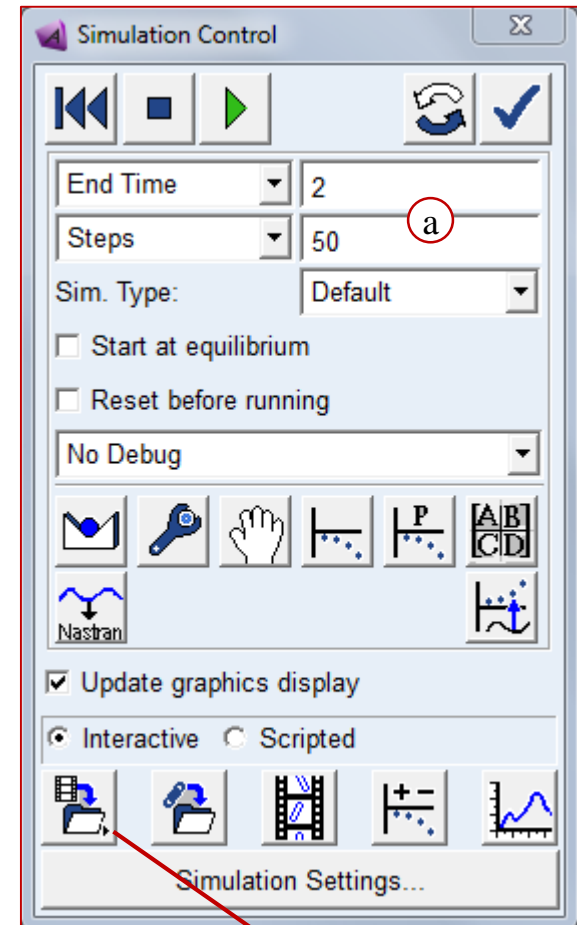 Simulation Control
End Time 2
a
Steps 50
Sim. Type: Default
Start at equilibrium
Reset before running
No Debug
P A B
C D
Nastran
Update graphics display
Interactive Scripted
+ -
Simulation Settings...